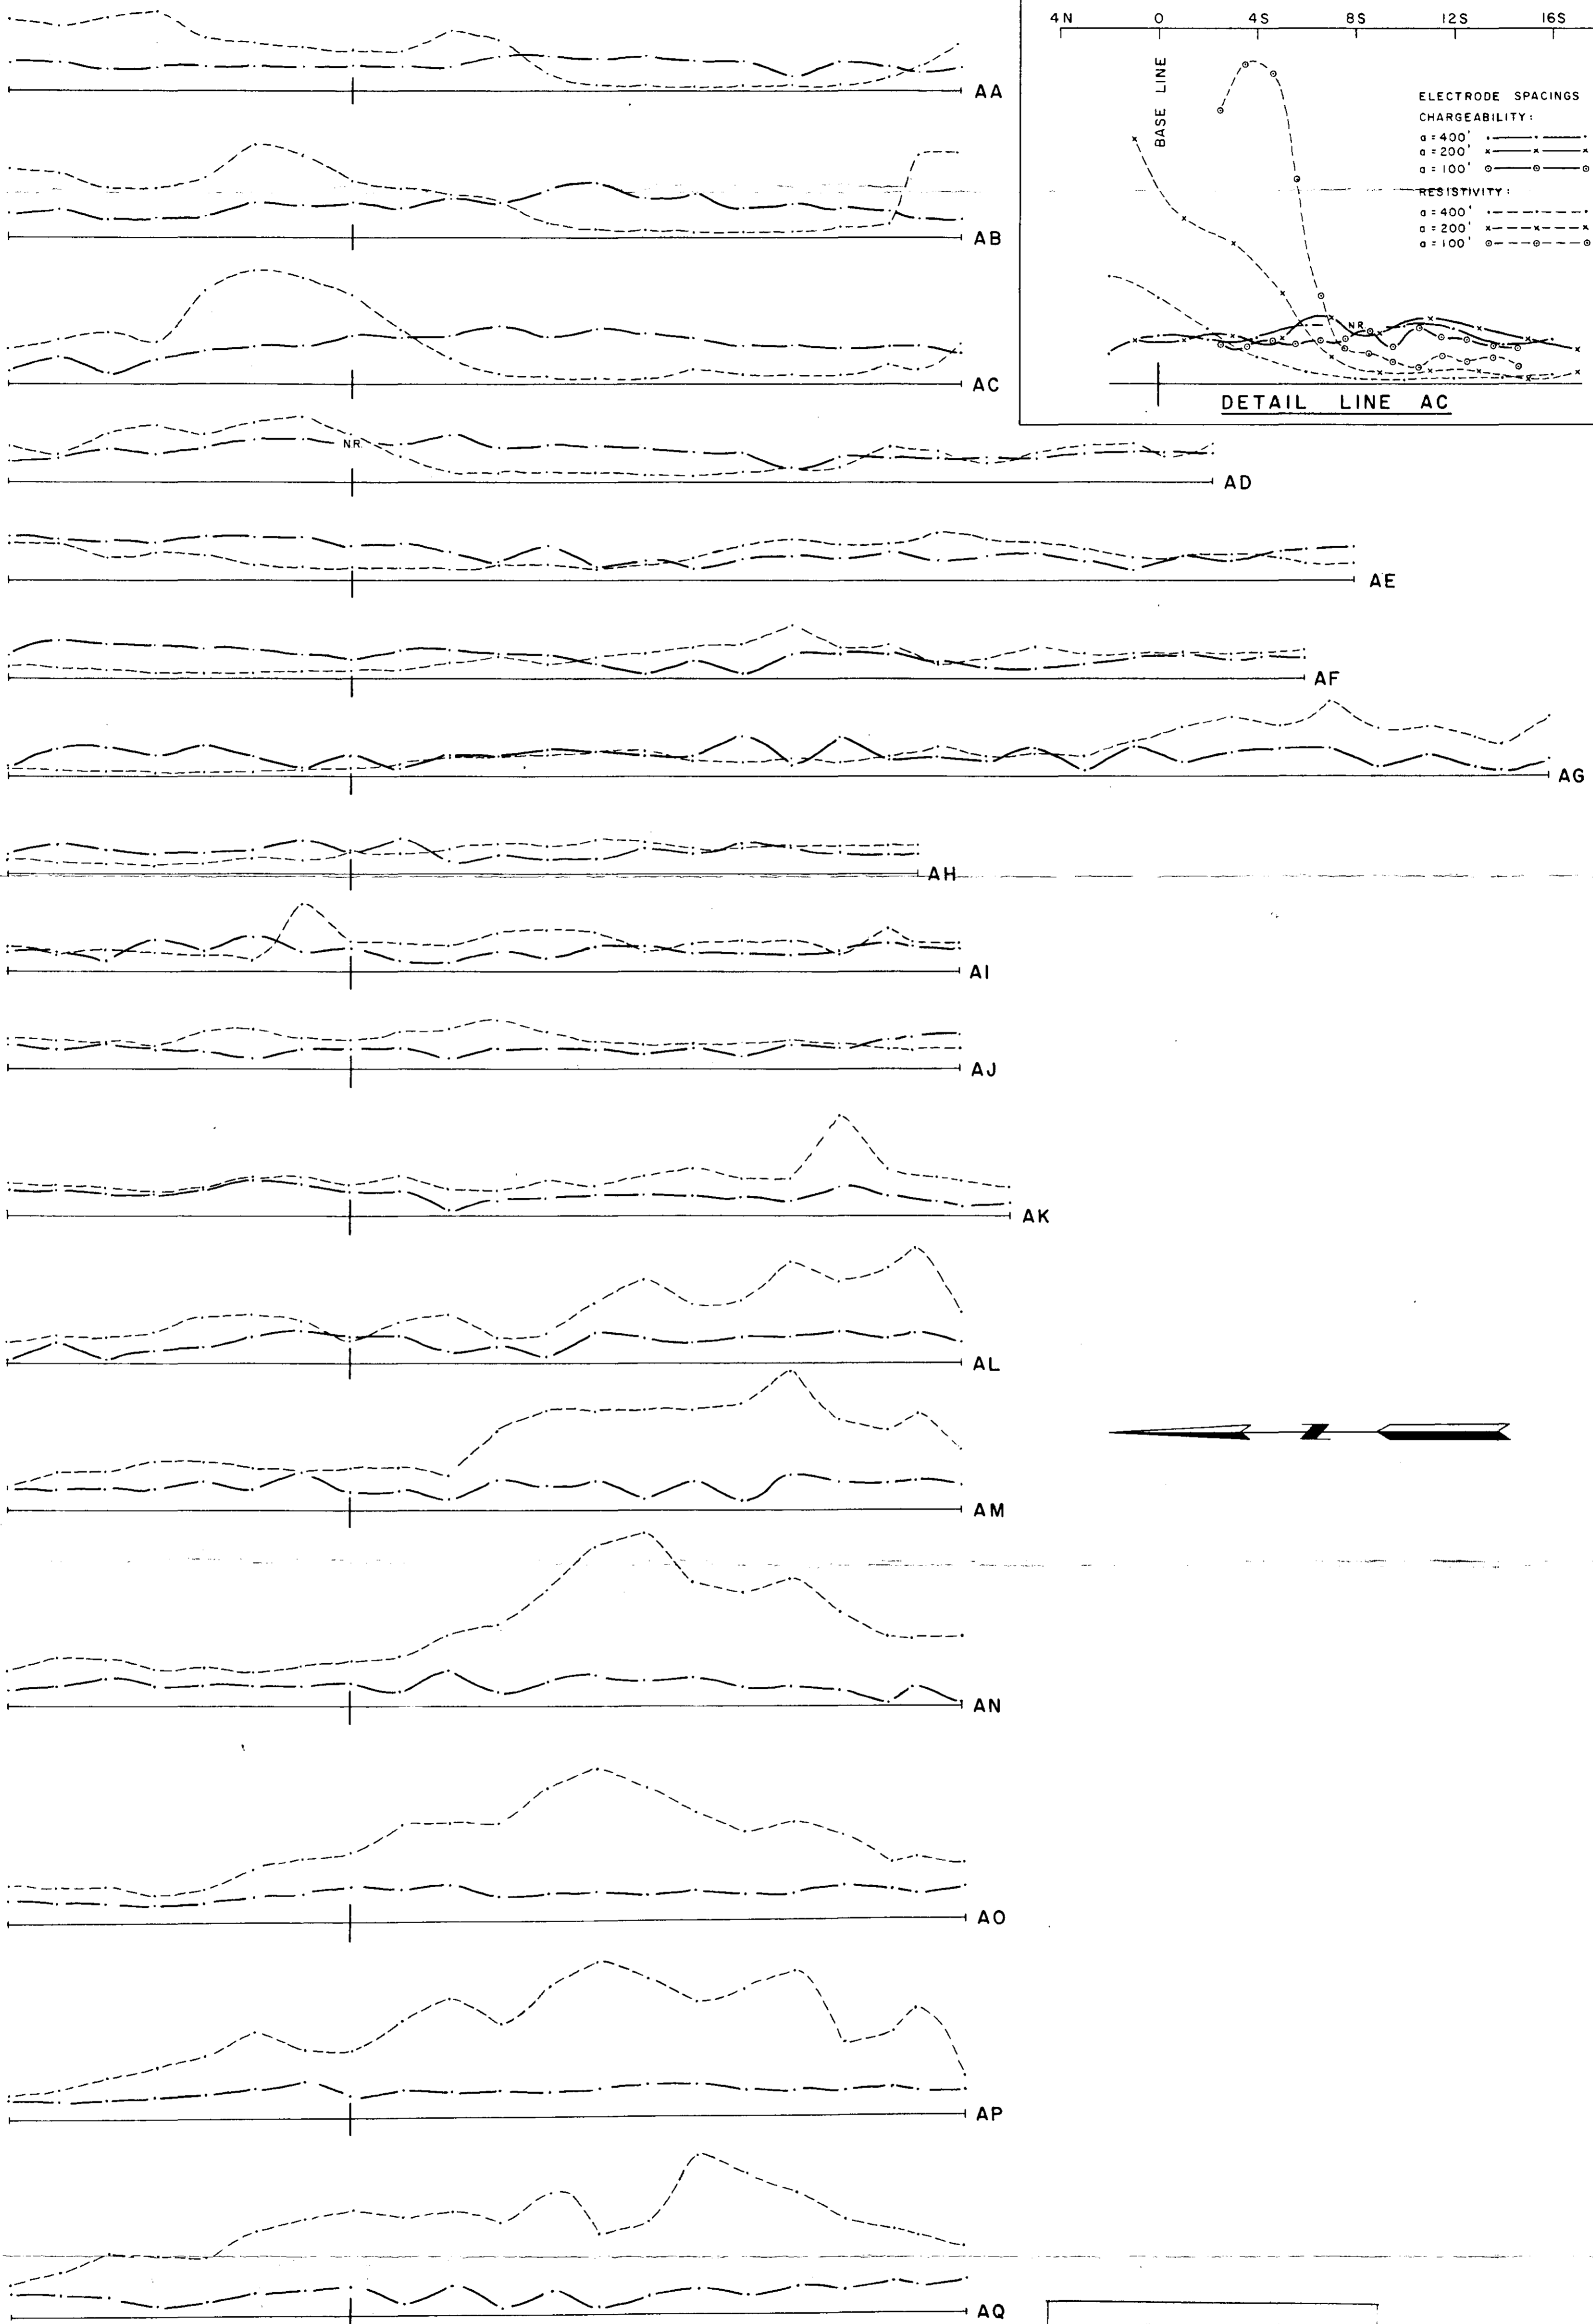 4N 0 4S 8S 12S 16S
BASE LINE
ELECTRODE SPACINGS
CHARGEABILITY:
a = 400'
a = 200'
a = 100'
RESISTIVITY:
a = 400'
a = 200'
a = 100'
N.R.
DETAIL LINE AC
AA
AB
AC
N.R.
AD
AE
AF
AG
AH
AI
AJ
AK
AL
AM
AN
AO
AP
AQ